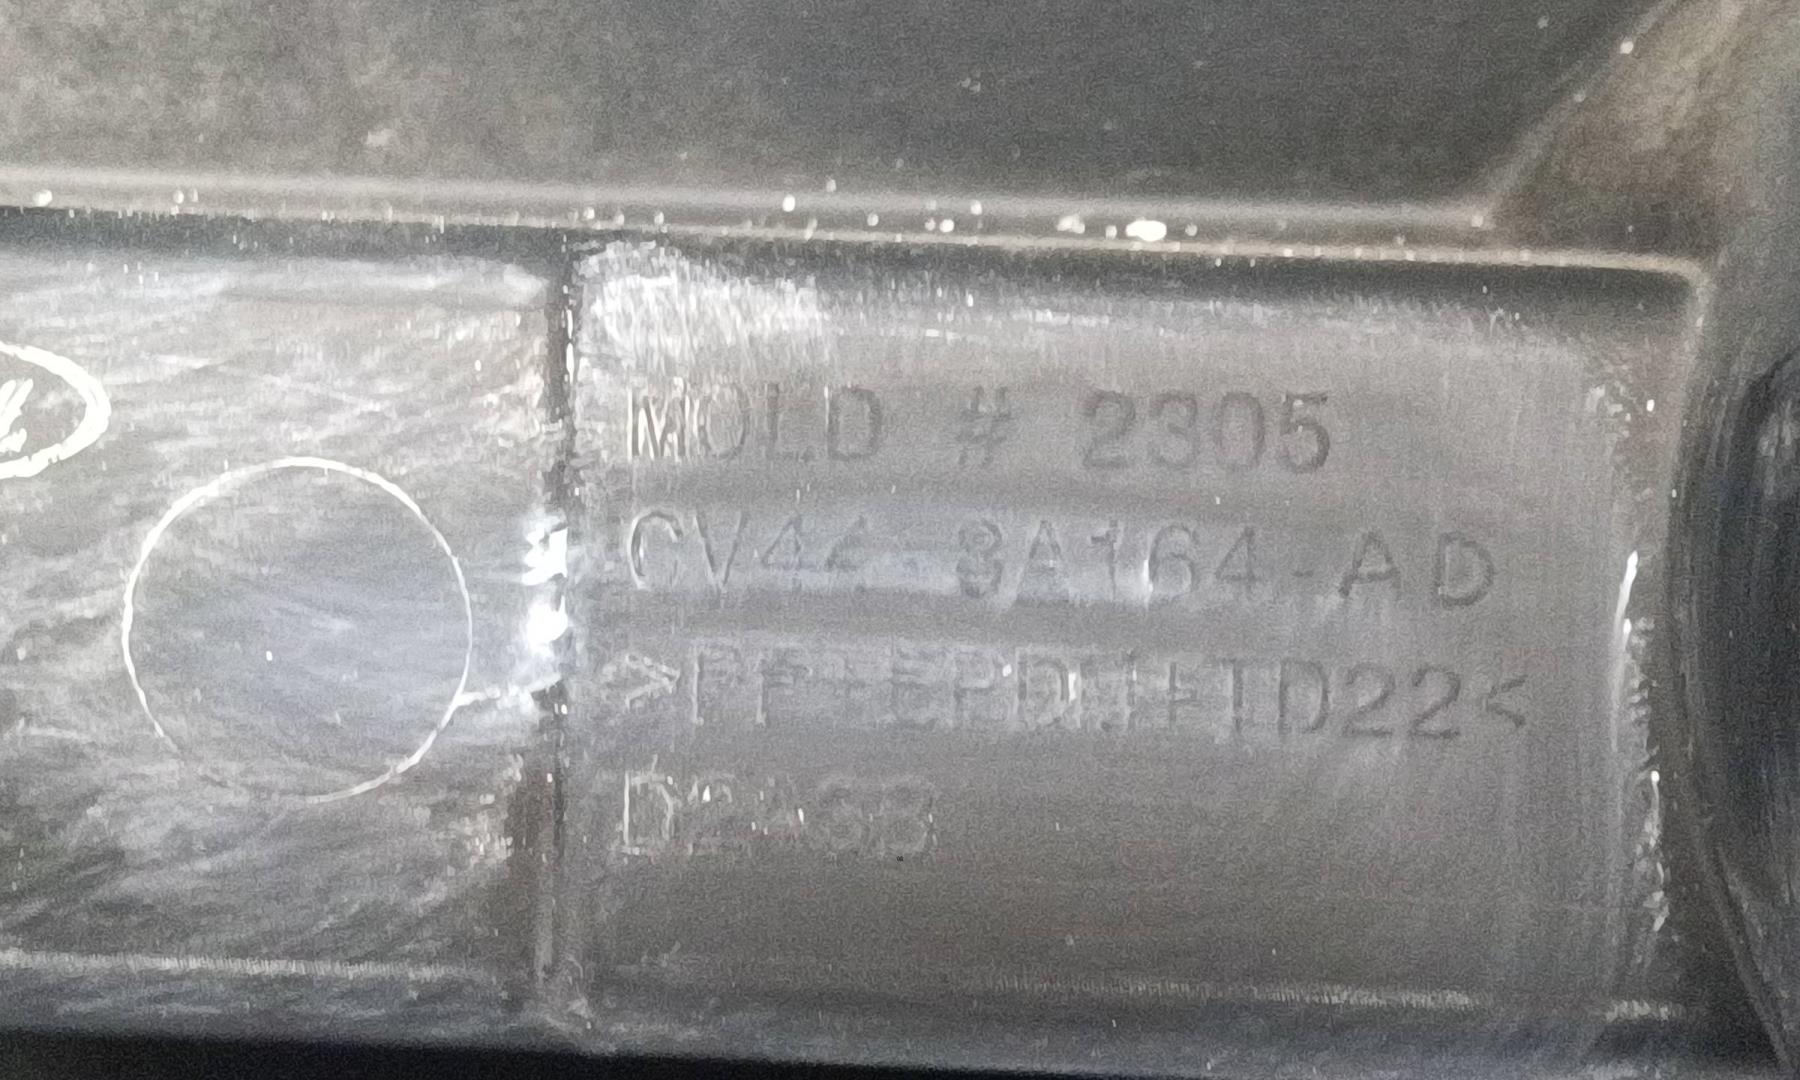 MOLD # 2305
CV44-8A164-AD
>PP+EPDM+TD22<